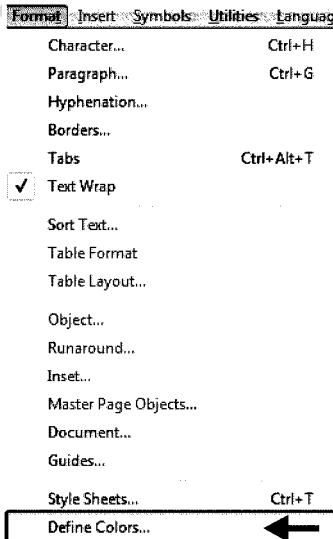 Format Insert Symbols Utilities Languag
Character... Ctrl+H
Paragraph... Ctrl+G
Hyphenation...
Borders...
Tabs Ctrl+Alt+T
Text Wrap
Sort Text...
Table Format
Table Layout...
Object...
Runaround...
Inset...
Master Page Objects...
Document...
Guides...
Style Sheets... Ctrl+T
Define Colors...